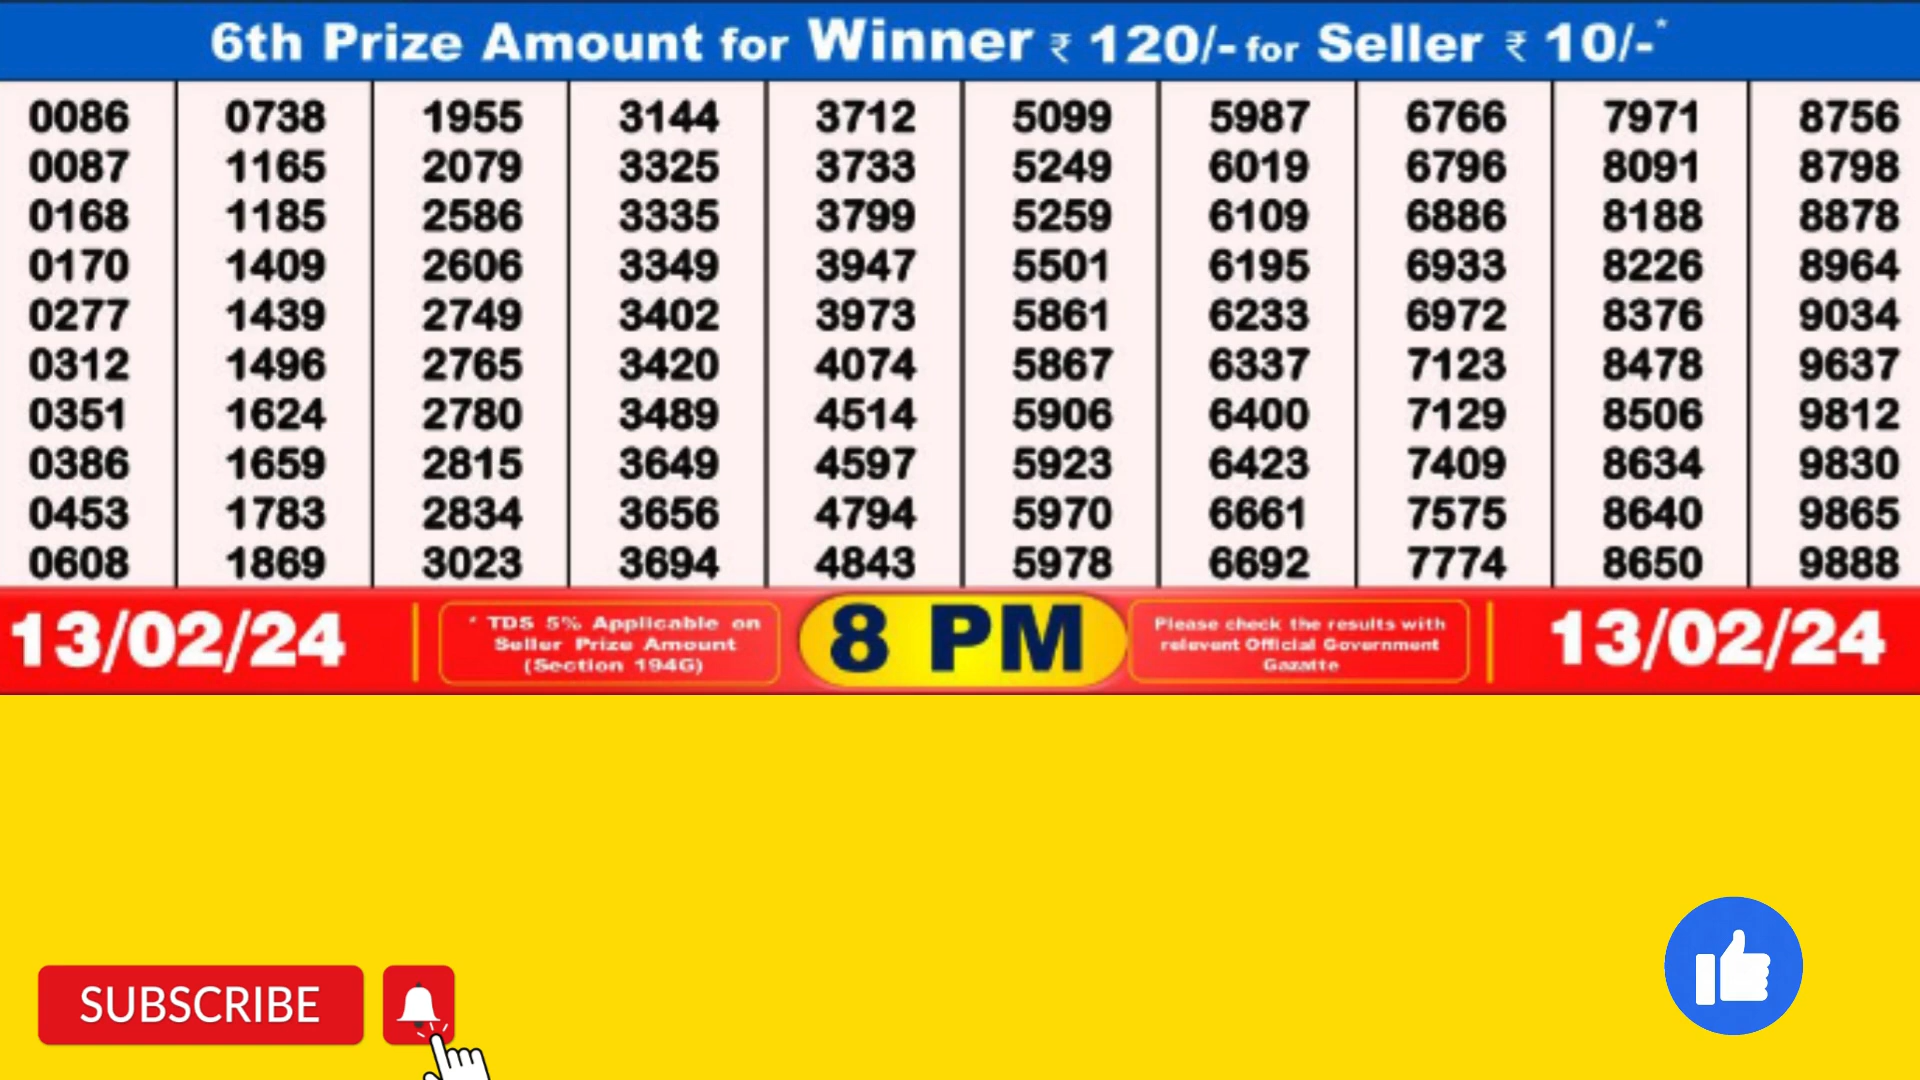 6th Prize Amount for Winner ₹ 120/- for Seller ₹ 10/-*
0086 0738 1955 3144 3712 5099 5987 6766 7971 8756
0087 1165 2079 3325 3733 5249 6019 6796 8091 8798
0168 1185 2586 3335 3799 5259 6109 6886 8188 8878
0170 1409 2606 3349 3947 5501 6195 6933 8226 8964
0277 1439 2749 3402 3973 5861 6233 6972 8376 9034
0312 1496 2765 3420 4074 5867 6337 7123 8478 9637
0351 1624 2780 3489 4514 5906 6400 7129 8506 9812
0386 1659 2815 3649 4597 5923 6423 7409 8634 9830
0453 1783 2834 3656 4794 5970 6661 7575 8640 9865
0608 1869 3023 3694 4843 5978 6692 7774 8650 9888
13/02/24
* TDS 5% Applicable on
Seller Prize Amount
(Section 194G)
8 PM
Please check the results with
relevent Official Government
Gazatte
13/02/24
SUBSCRIBE